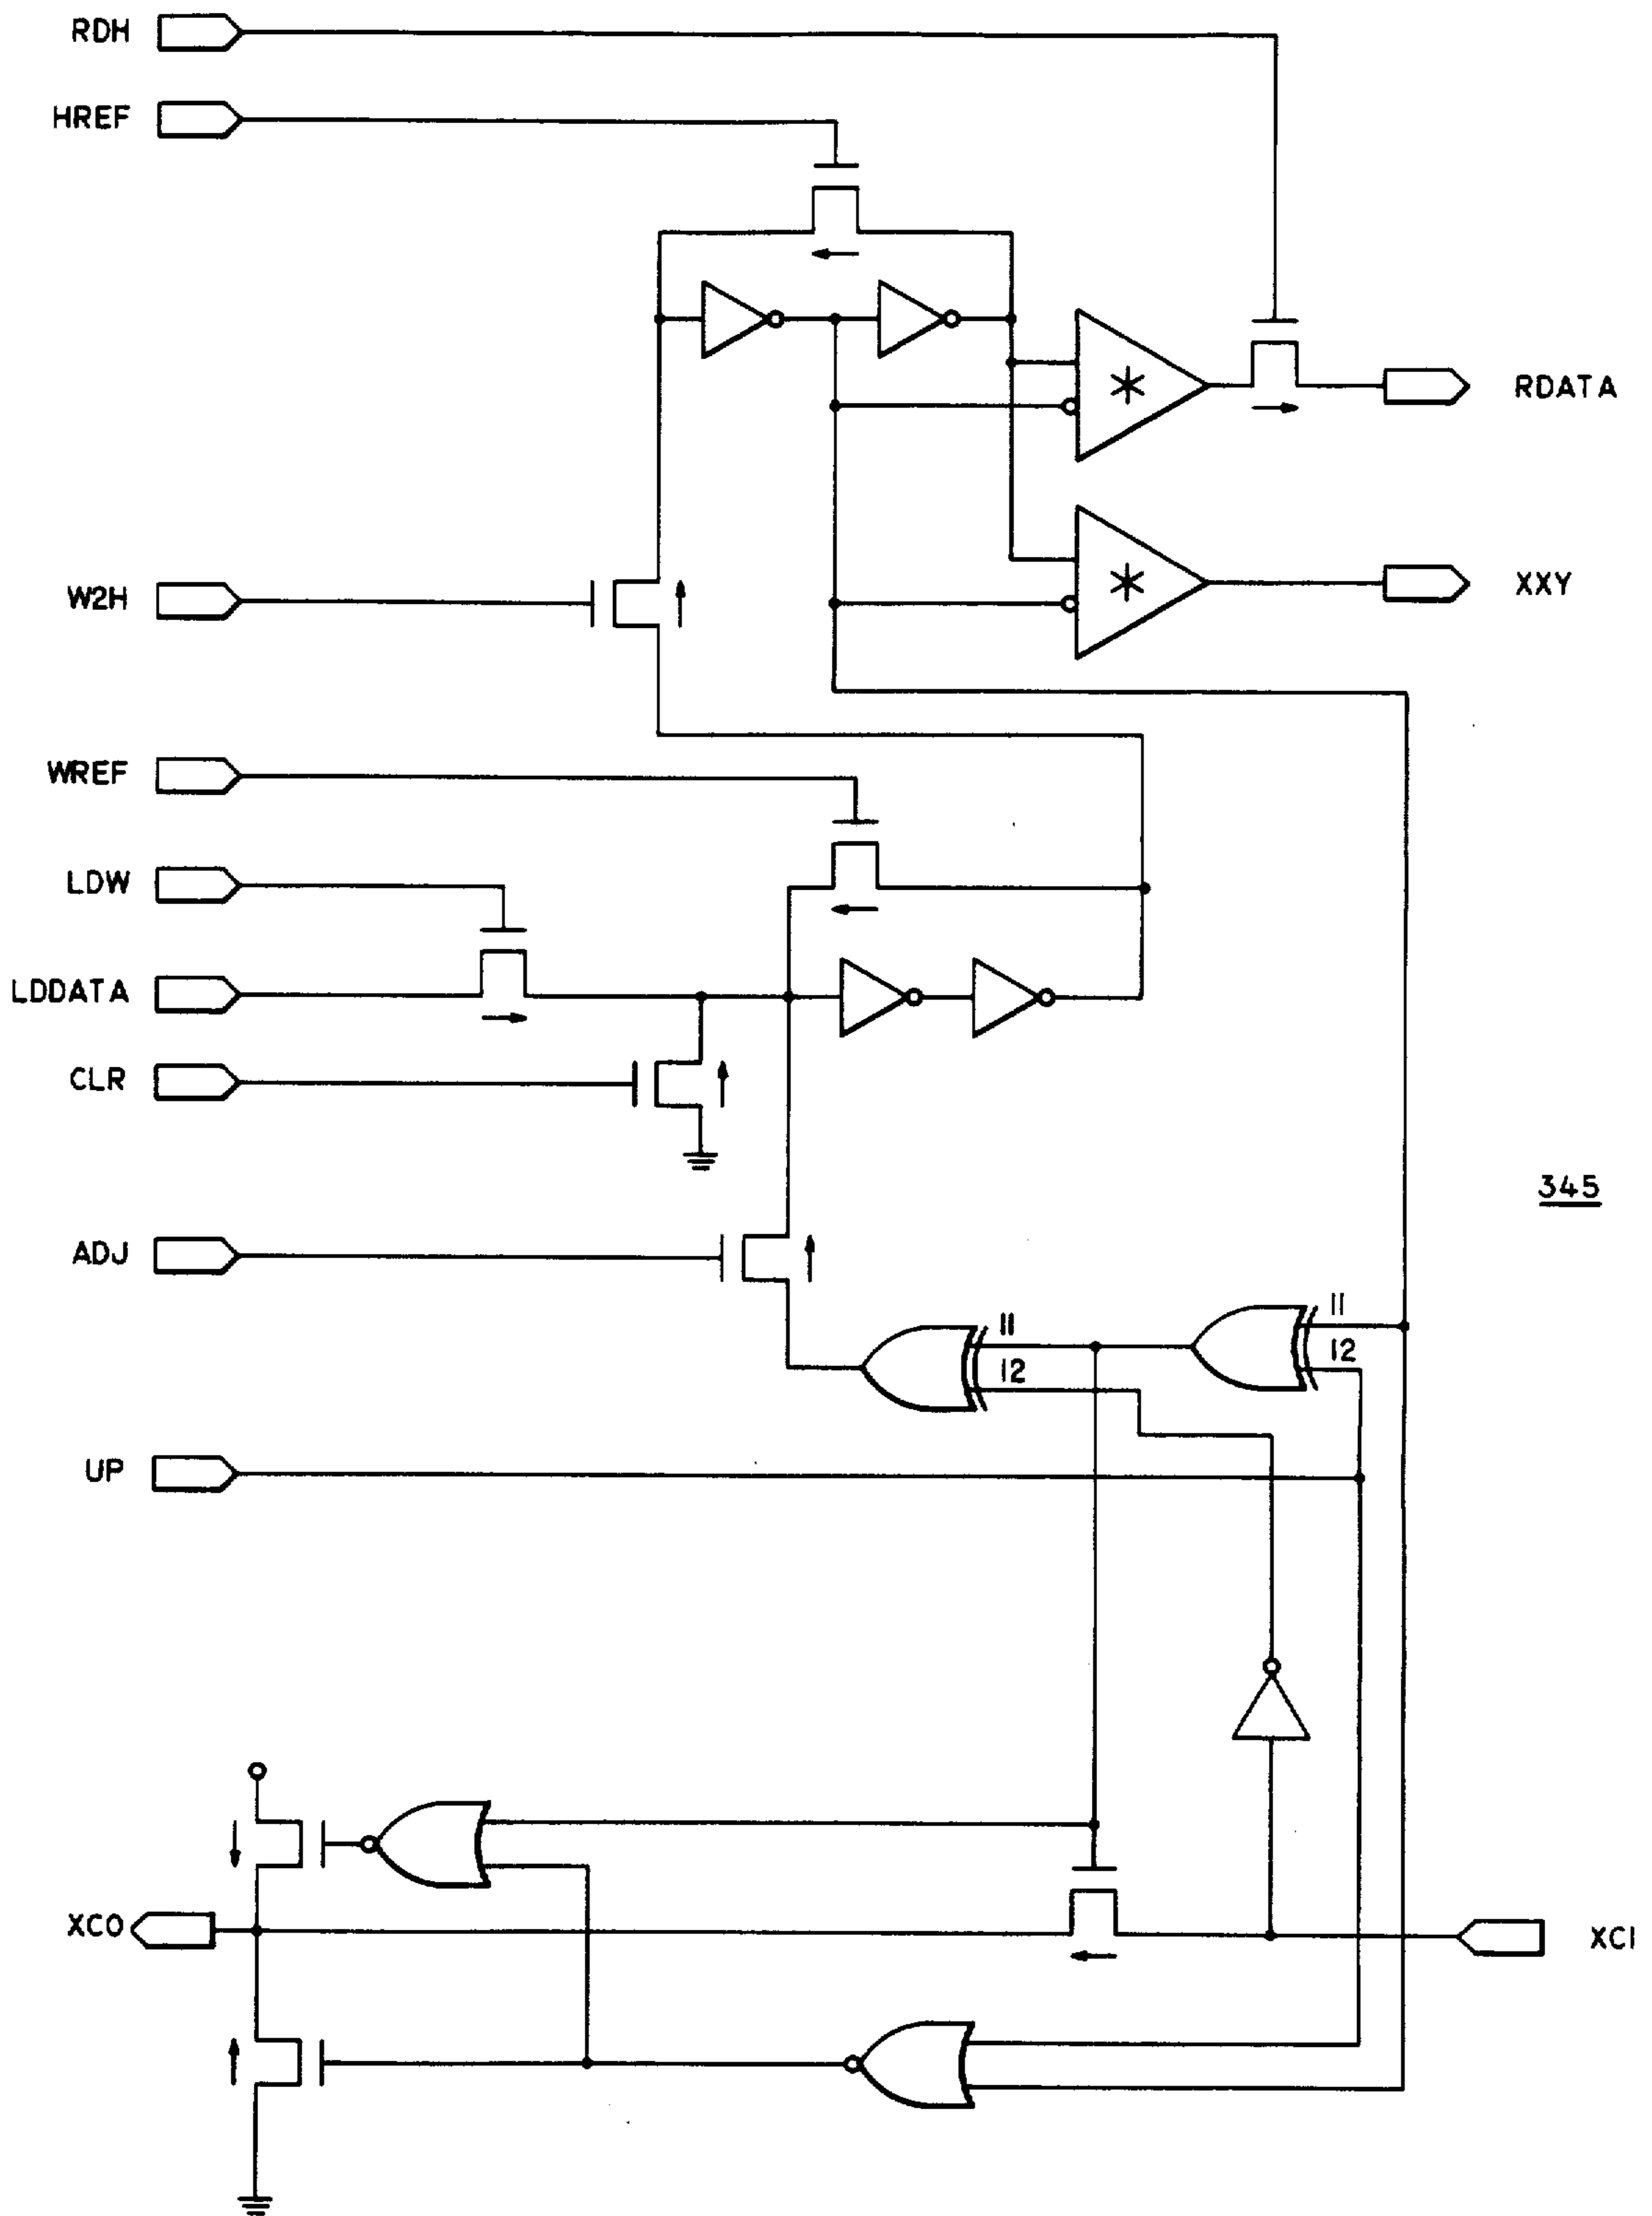 RDH
HREF
*
RDATA
W2H
*
XXY
WREF
LDW
LDDATA
CLR
345
ADJ
I1
I2
I1
I2
UP
XCO
XCI